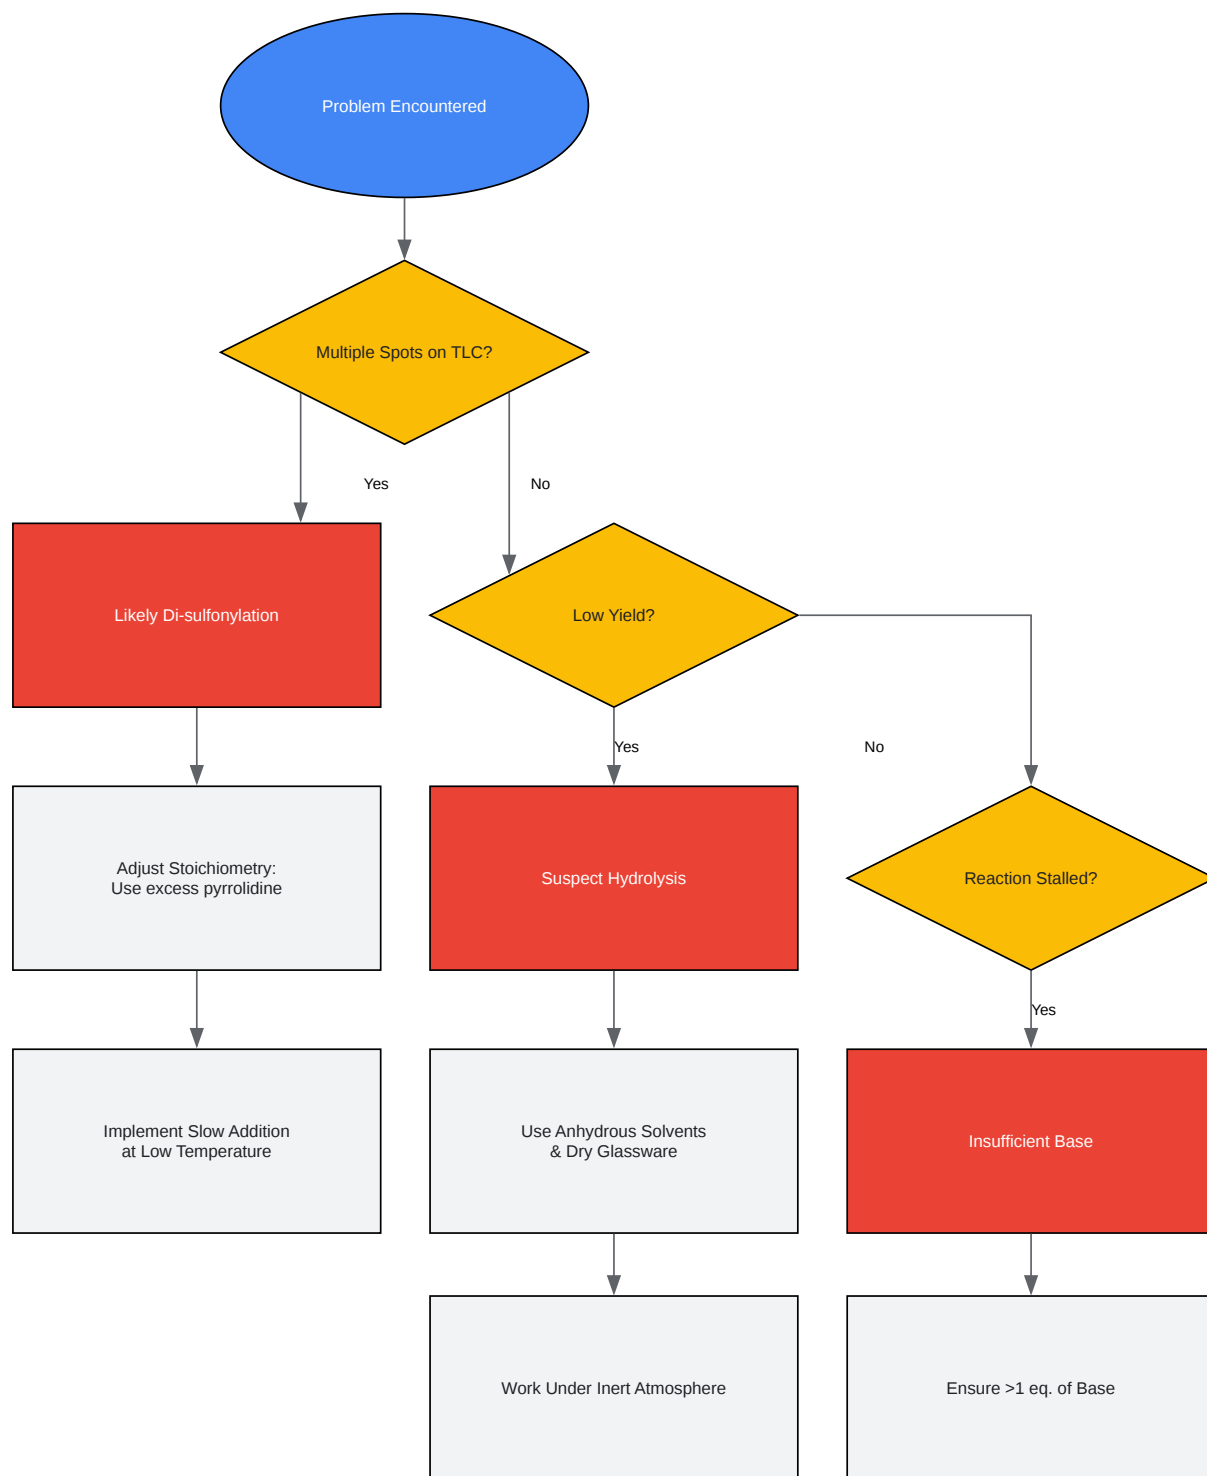 Problem Encountered
Multiple Spots on TLC?
Yes
No
Likely Di-sulfonylation
Low Yield?
Yes
No
Adjust Stoichiometry:
Use excess pyrrolidine
Suspect Hydrolysis
Reaction Stalled?
Yes
Implement Slow Addition
at Low Temperature
Use Anhydrous Solvents
& Dry Glassware
Insufficient Base
Work Under Inert Atmosphere
Ensure >1 eq. of Base